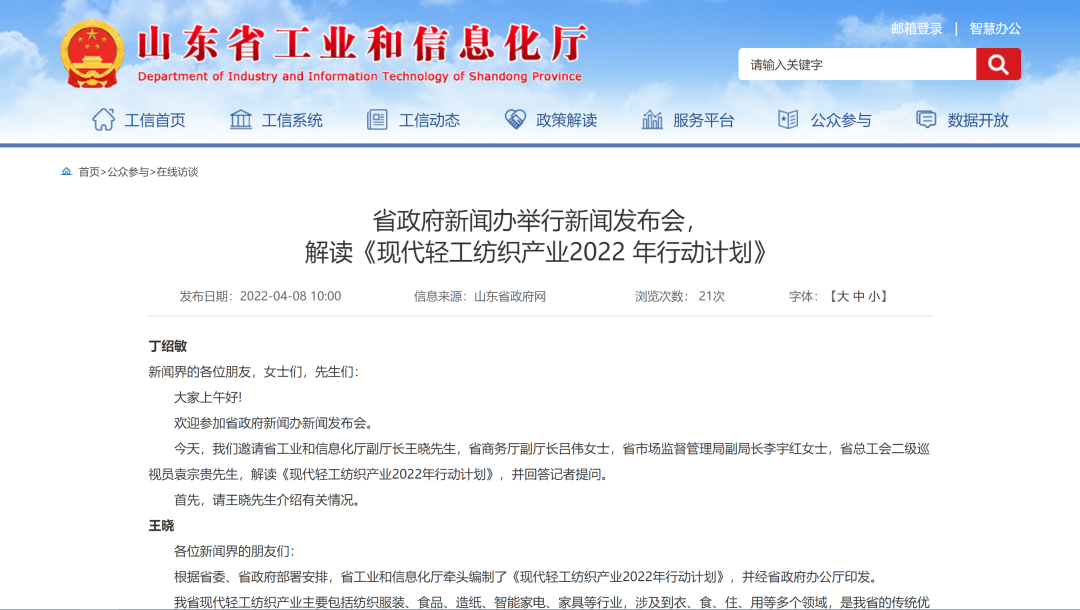 邮箱登录 | 智慧办公
山东省工业和信息化厅
Department of Industry and Information Technology of Shandong Province
请输入关键字
工信首页 工信系统 工信动态 政策解读 服务平台 公众参与 数据开放
首页>公众参与>在线访谈
省政府新闻办举行新闻发布会，
解读《现代轻工纺织产业2022 年行动计划》
发布日期：2022-04-08 10:00 信息来源：山东省政府网 浏览次数： 21次 字体：【大 中 小】
丁绍敏
新闻界的各位朋友，女士们，先生们：
大家上午好!
欢迎参加省政府新闻办新闻发布会。
今天，我们邀请省工业和信息化厅副厅长王晓先生，省商务厅副厅长吕伟女士，省市场监督管理局副局长李宇红女士，省总工会二级巡
视员袁宗贵先生，解读《现代轻工纺织产业2022年行动计划》，并回答记者提问。
首先，请王晓先生介绍有关情况。
王晓
各位新闻界的朋友们：
根据省委、省政府部署安排，省工业和信息化厅牵头编制了《现代轻工纺织产业2022年行动计划》，并经省政府办公厅印发。
我省现代轻工纺织产业主要包括纺织服装、食品、造纸、智能家电、家具等行业，涉及到衣、食、住、用等多个领域，是我省的传统优